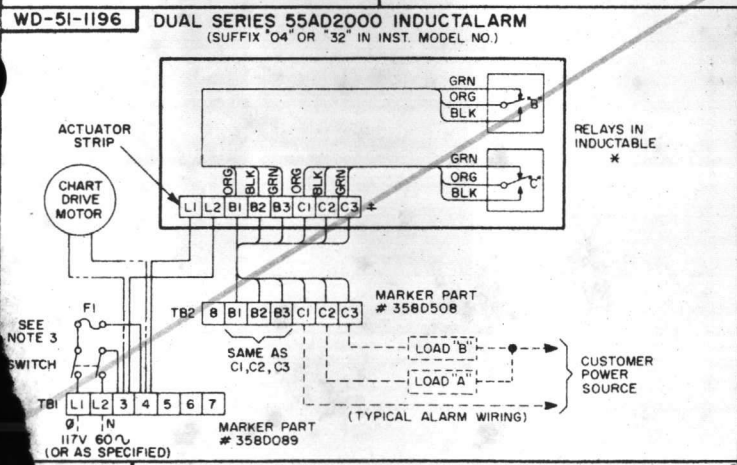 WD-51-1196
DUAL SERIES 55AD2000 INDUCTALARM
(SUFFIX "04" OR "32" IN INST. MODEL NO.)
GRN
ORG
BLK
"B"
ACTUATOR
STRIP
RELAYS IN
INDUCTABLE
*
GRN
ORG
BLK
"C"
CHART
DRIVE
MOTOR
ORG BLK GRN ORG BLK GRN
L1 L2 B1 B2 B3 C1 C2 C3
F1
SEE
NOTE 3
SWITCH
TB2 8 B1 B2 B3 C1 C2 C3
MARKER PART
# 358D508
SAME AS
C1,C2,C3
LOAD "B"
LOAD "A"
CUSTOMER
POWER
SOURCE
(TYPICAL ALARM WIRING)
TB1 L1 L2 3 4 5 6 7
Ø N
117V 60∿
(OR AS SPECIFIED)
MARKER PART
# 358D089